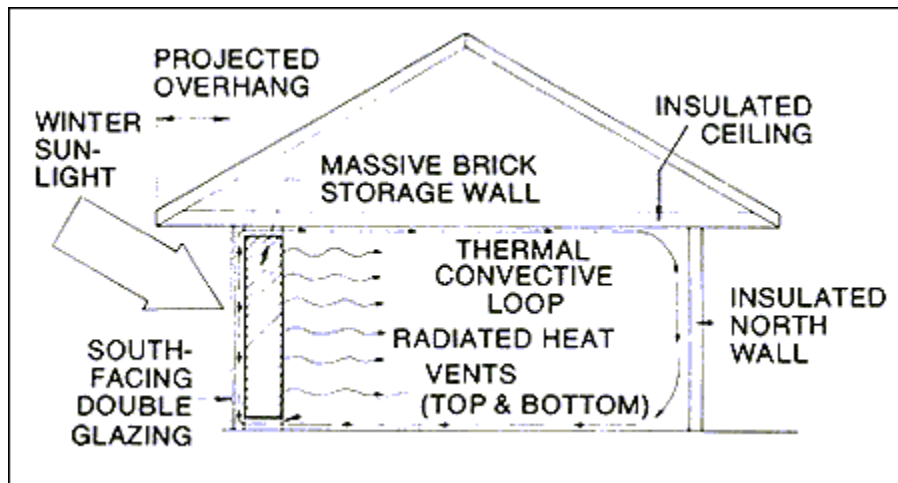 PROJECTED
OVERHANG
WINTER
SUN-
LIGHT
INSULATED
CEILING
MASSIVE BRICK
STORAGE WALL
THERMAL
CONVECTIVE
LOOP
RADIATED HEAT
VENTS
(TOP & BOTTOM)
INSULATED
NORTH
WALL
SOUTH-
FACING
DOUBLE
GLAZING